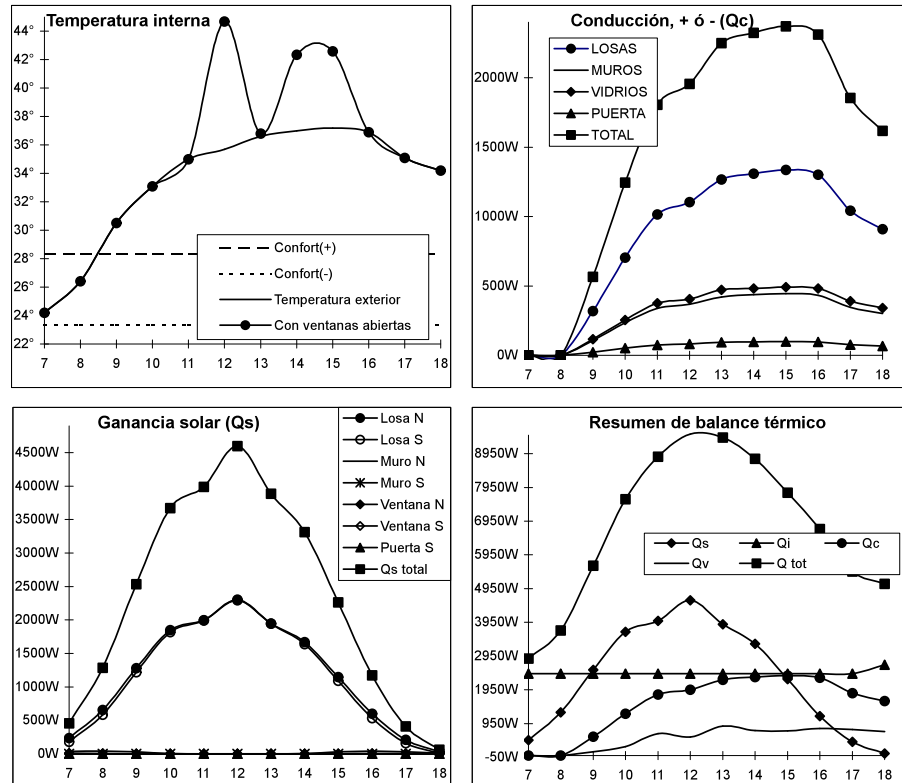 Temperatura interna
44°
42°
40°
38°
36°
34°
32°
30°
28°
26°
24°
22°
Confort(+)
Confort(-)
Temperatura exterior
Con ventanas abiertas
7 8 9 10 11 12 13 14 15 16 17 18
Conducción, + ó - (Qc)
LOSAS
MUROS
VIDRIOS
PUERTA
TOTAL
2000W
1500W
1000W
500W
0W
7 8 9 10 11 12 13 14 15 16 17 18
Ganancia solar (Qs)
Losa N
Losa S
Muro N
Muro S
Ventana N
Ventana S
Puerta S
Qs total
4500W
4000W
3500W
3000W
2500W
2000W
1500W
1000W
500W
0W
7 8 9 10 11 12 13 14 15 16 17 18
Resumen de balance térmico
8950W
7950W
6950W
5950W
4950W
3950W
2950W
1950W
950W
-50W
Qs Qi Qc
Qv Q tot
7 8 9 10 11 12 13 14 15 16 17 18